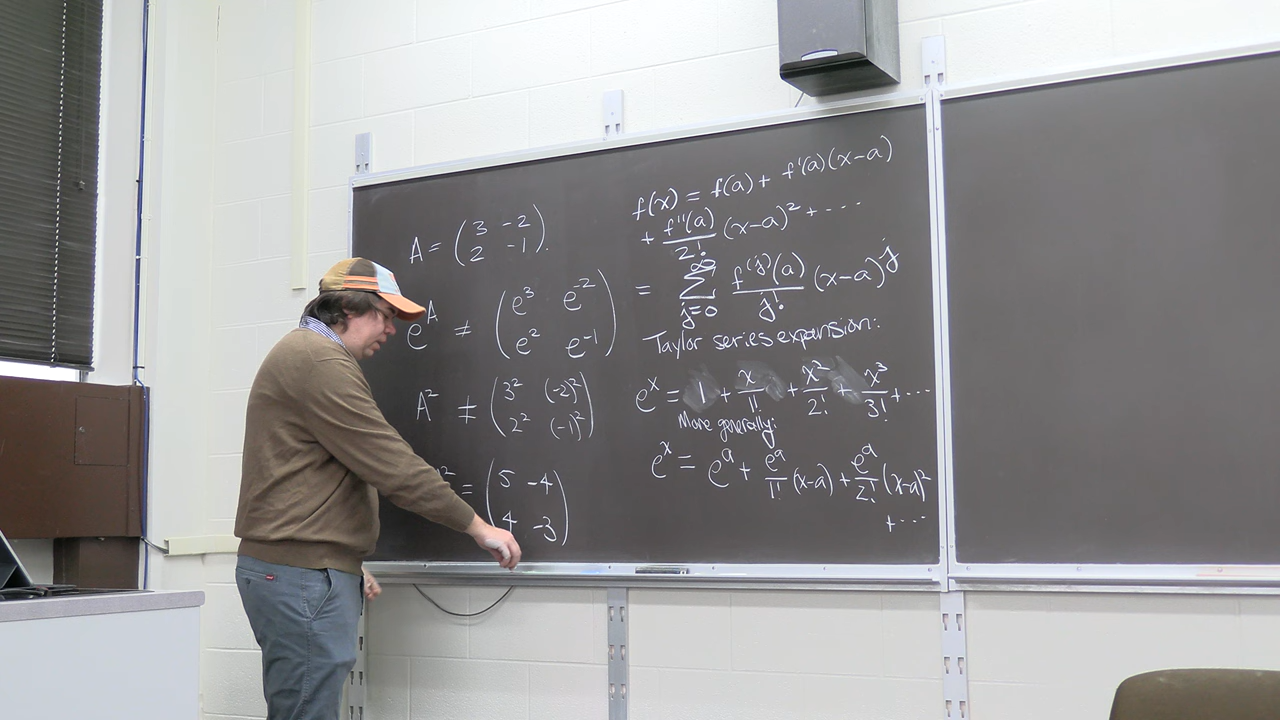 A = (3 -2
2 -1).
e^A ≠ (e^3 e^-2
e^2 e^-1)
A^2 ≠ (3^2 (-2)^2
2^2 (-1)^2)
^2 = (5 -4
4 -3)
f(x) = f(a) + f'(a)(x-a)
+ f''(a)/2! (x-a)^2 + ...
= ∑_{j=0}^∞ f^(j)(a)/j! (x-a)^j
Taylor series expansion:
e^x = 1 + x/1! + x^2/2! + x^3/3! + ...
More generally:
e^x = e^a + e^a/1! (x-a) + e^a/2! (x-a)^2
+ ...